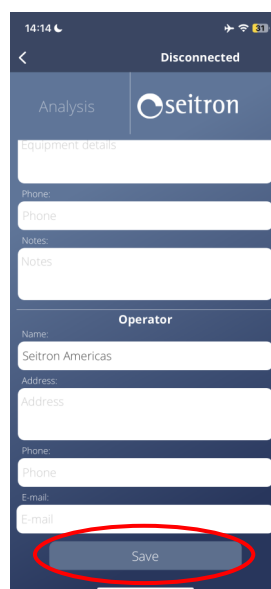 14:14
31
Disconnected
Analysis
seitron
Equipment details
Phone:
Phone
Notes:
Notes
Operator
Name:
Seitron Americas
Address:
Address
Phone:
Phone
E-mail:
E-mail
Save